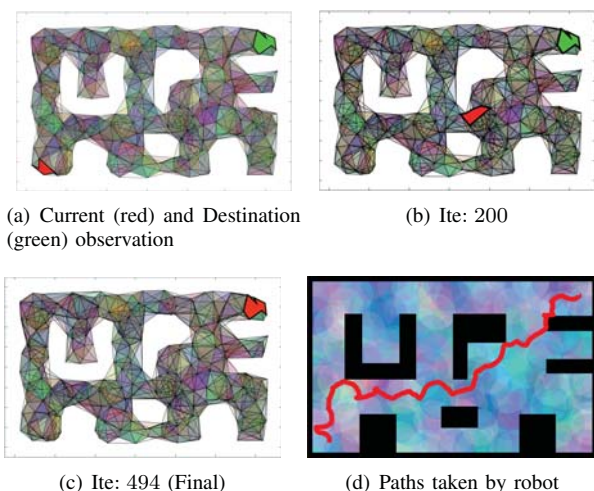 (a) Current (red) and Destination
(green) observation
(b) Ite: 200
(c) Ite: 494 (Final)
(d) Paths taken by robot